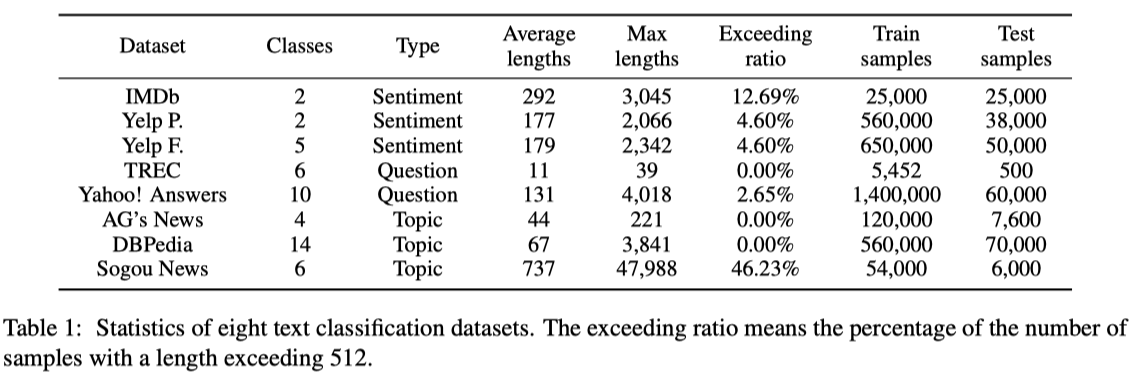 Dataset Classes Type Average lengths Max lengths Exceeding ratio Train samples Test samples
IMDb 2 Sentiment 292 3,045 12.69% 25,000 25,000
Yelp P. 2 Sentiment 177 2,066 4.60% 560,000 38,000
Yelp F. 5 Sentiment 179 2,342 4.60% 650,000 50,000
TREC 6 Question 11 39 0.00% 5,452 500
Yahoo! Answers 10 Question 131 4,018 2.65% 1,400,000 60,000
AG's News 4 Topic 44 221 0.00% 120,000 7,600
DBPedia 14 Topic 67 3,841 0.00% 560,000 70,000
Sogou News 6 Topic 737 47,988 46.23% 54,000 6,000
Table 1: Statistics of eight text classification datasets. The exceeding ratio means the percentage of the number of
samples with a length exceeding 512.